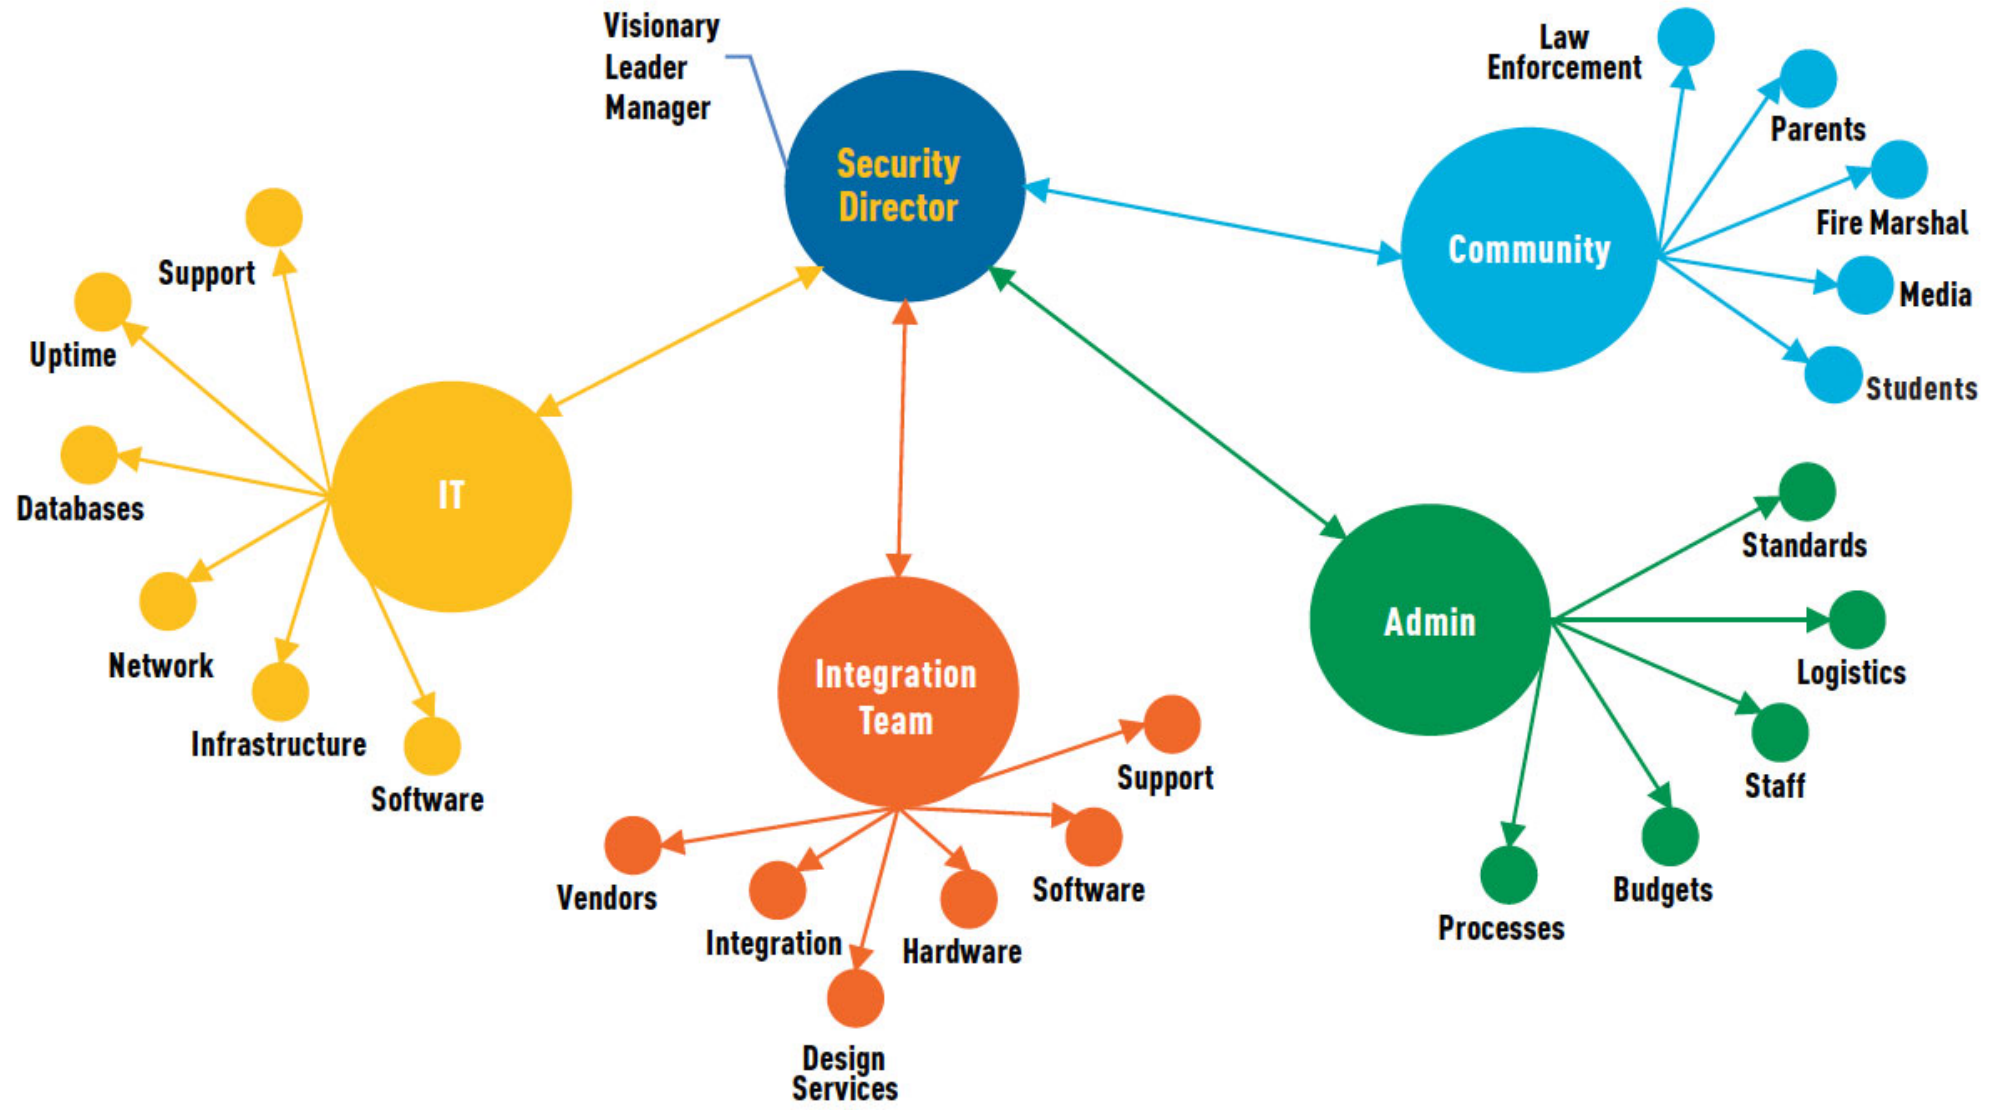 Visionary
Leader
Manager
Security
Director
Law
Enforcement
Parents
Fire Marshal
Media
Students
Community
Support
Uptime
Databases
Network
Infrastructure
Software
IT
Integration
Team
Support
Software
Hardware
Design
Services
Integration
Vendors
Admin
Standards
Logistics
Staff
Budgets
Processes